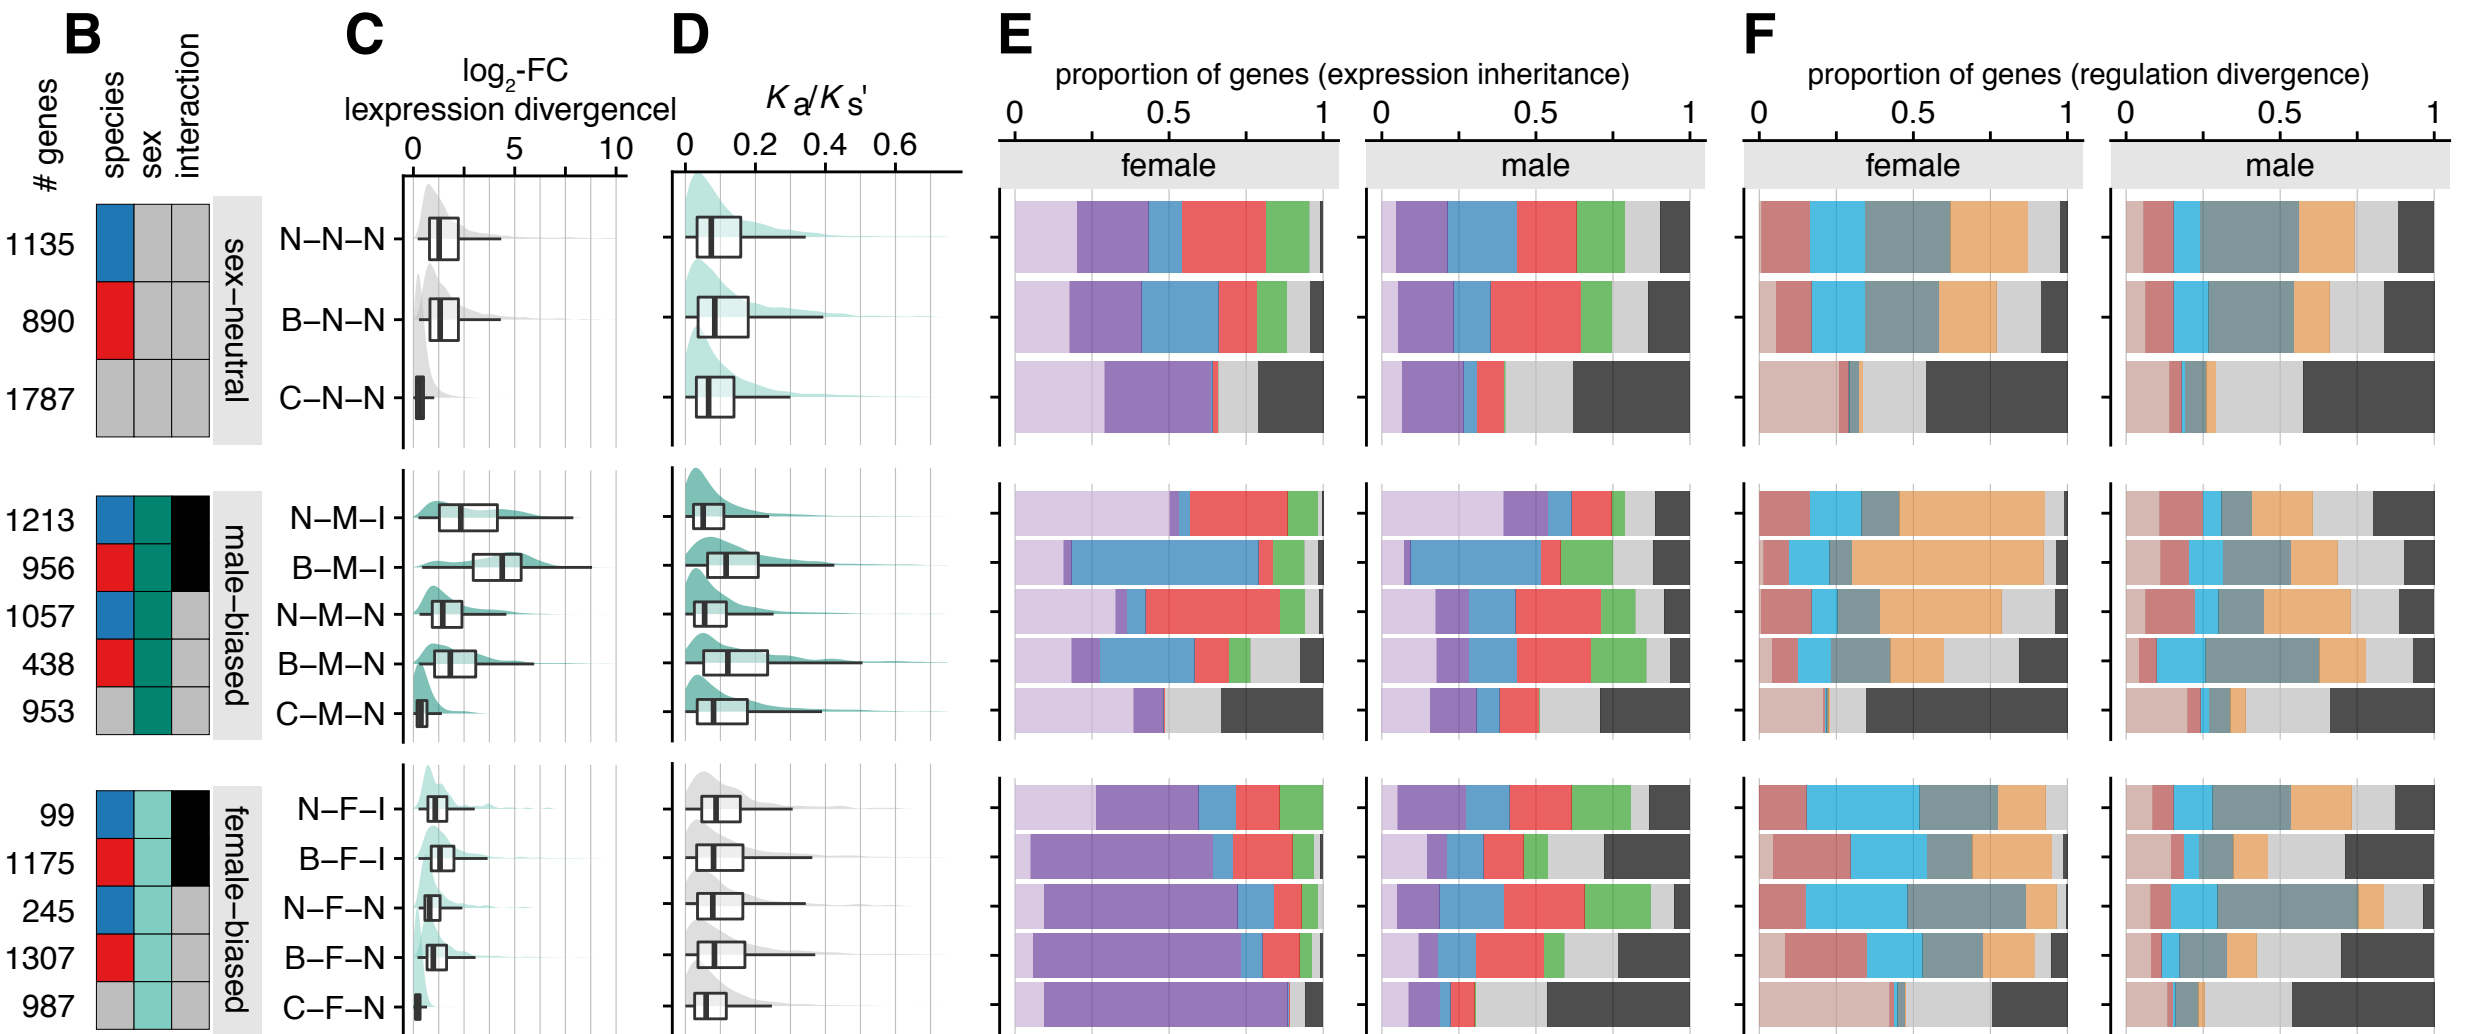 B
# genes
species
sex
interaction
1135
890
1787
sex–neutral
1213
956
1057
438
953
male–biased
99
1175
245
1307
987
female–biased
C
log2-FC
|expression divergence|
0 5 10
N–N–N
B–N–N
C–N–N
N–M–I
B–M–I
N–M–N
B–M–N
C–M–N
N–F–I
B–F–I
N–F–N
B–F–N
C–F–N
D
Ka/Ks'
0 0.2 0.4 0.6
E
proportion of genes (expression inheritance)
0 0.5 1 0 0.5 1
female male
F
proportion of genes (regulation divergence)
0 0.5 1 0 0.5 1
female male